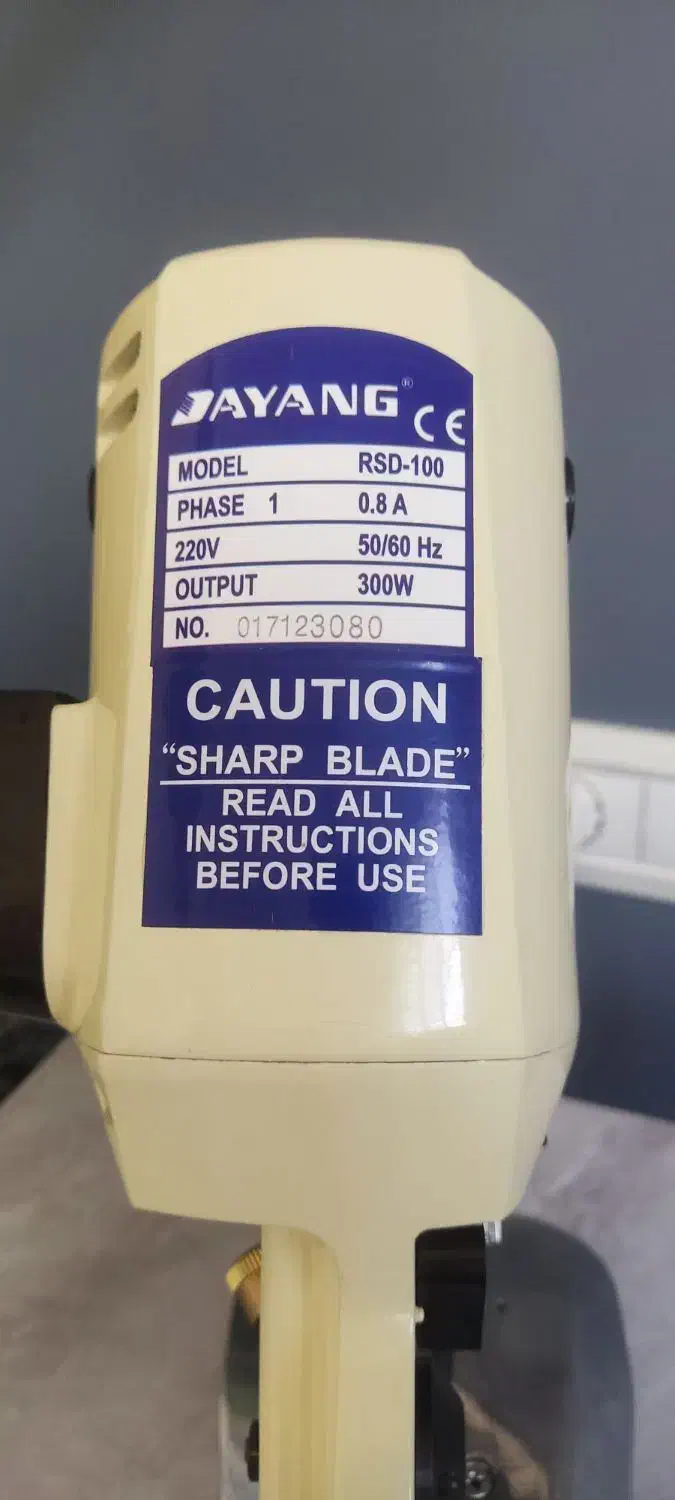 DAYANG®
CE
MODEL RSD-100
PHASE 1 0.8 A
220V 50/60 Hz
OUTPUT 300W
NO. 017123080
CAUTION
“SHARP BLADE”
READ ALL
INSTRUCTIONS
BEFORE USE